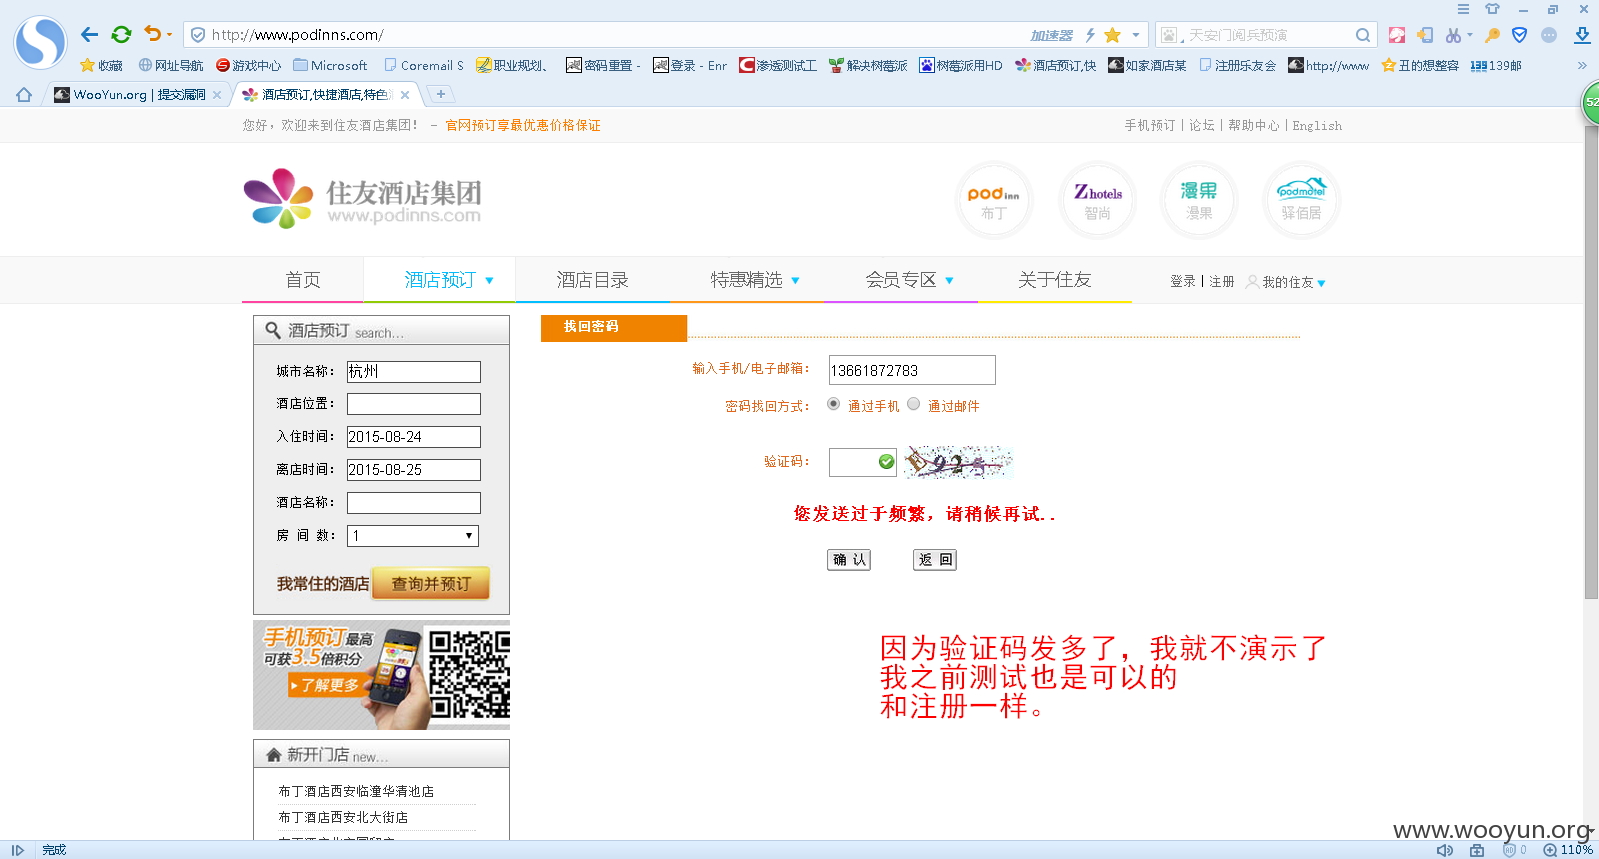 http://www.podinns.com/
加速器
天安门阅兵预演
收藏
网址导航
游戏中心
Microsoft
Coremail S
职业规划、
密码重置 -
登录 - Enr
渗透测试工
解决树莓派
树莓派用HD
酒店预订,快
如家酒店某
注册乐友会
http://www
丑的想整容
139邮
WooYun.org | 提交漏洞
酒店预订,快捷酒店,特色
52
您好，欢迎来到住友酒店集团！ - 官网预订享最优惠价格保证
手机预订 | 论坛 | 帮助中心 | English
住友酒店集团
www.podinns.com
podinn
布丁
Zhotels
智尚
漫果
漫果
podmotel
驿佰居
首页
酒店预订
酒店目录
特惠精选
会员专区
关于住友
登录 | 注册
我的住友
酒店预订 search...
城市名称： 杭州
酒店位置：
入住时间： 2015-08-24
离店时间： 2015-08-25
酒店名称：
房 间 数： 1
我常住的酒店
查询并预订
找回密码
输入手机/电子邮箱： 13661872783
密码找回方式： 通过手机 通过邮件
验证码：
您发送过于频繁，请稍候再试..
确 认
返 回
因为验证码发多了，我就不演示了
我之前测试也是可以的
和注册一样。
手机预订最高
可获3.5倍积分
了解更多
新开门店 new...
布丁酒店西安临潼华清池店
布丁酒店西安北大街店
www.wooyun.org
完成
0
110%